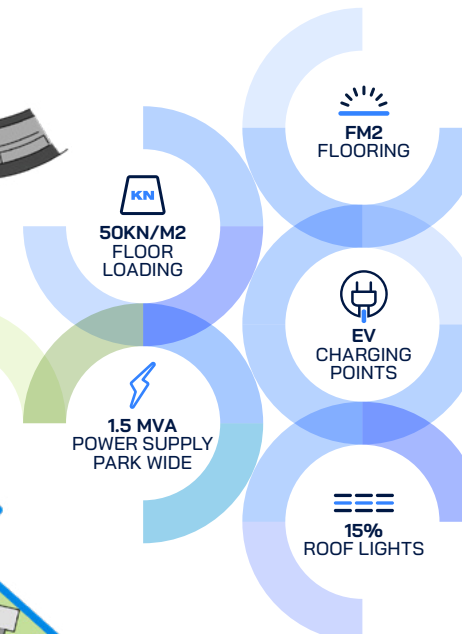 FM2
FLOORING
KN
50KN/M2
FLOOR
LOADING
EV
CHARGING
POINTS
1.5 MVA
POWER SUPPLY
PARK WIDE
15%
ROOF LIGHTS